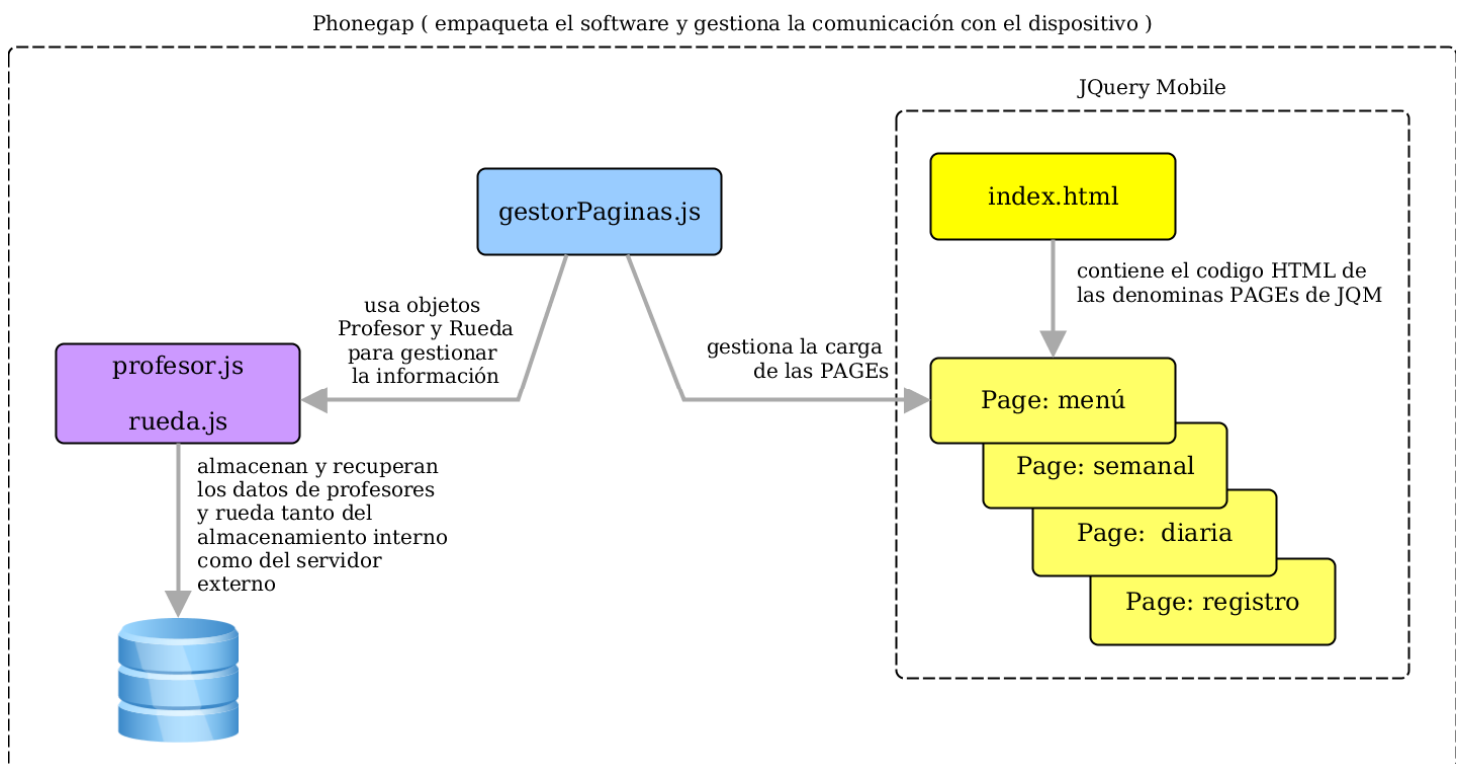 Phonegap ( empaqueta el software y gestiona la comunicación con el dispositivo )
JQuery Mobile
index.html
gestorPaginas.js
contiene el codigo HTML de
las denominas PAGEs de JQM
usa objetos
Profesor y Rueda
para gestionar
la información
gestiona la carga
de las PAGEs
profesor.js
rueda.js
Page: menú
Page: semanal
Page:  diaria
Page: registro
almacenan y recuperan
los datos de profesores
y rueda tanto del
almacenamiento interno
como del servidor
externo